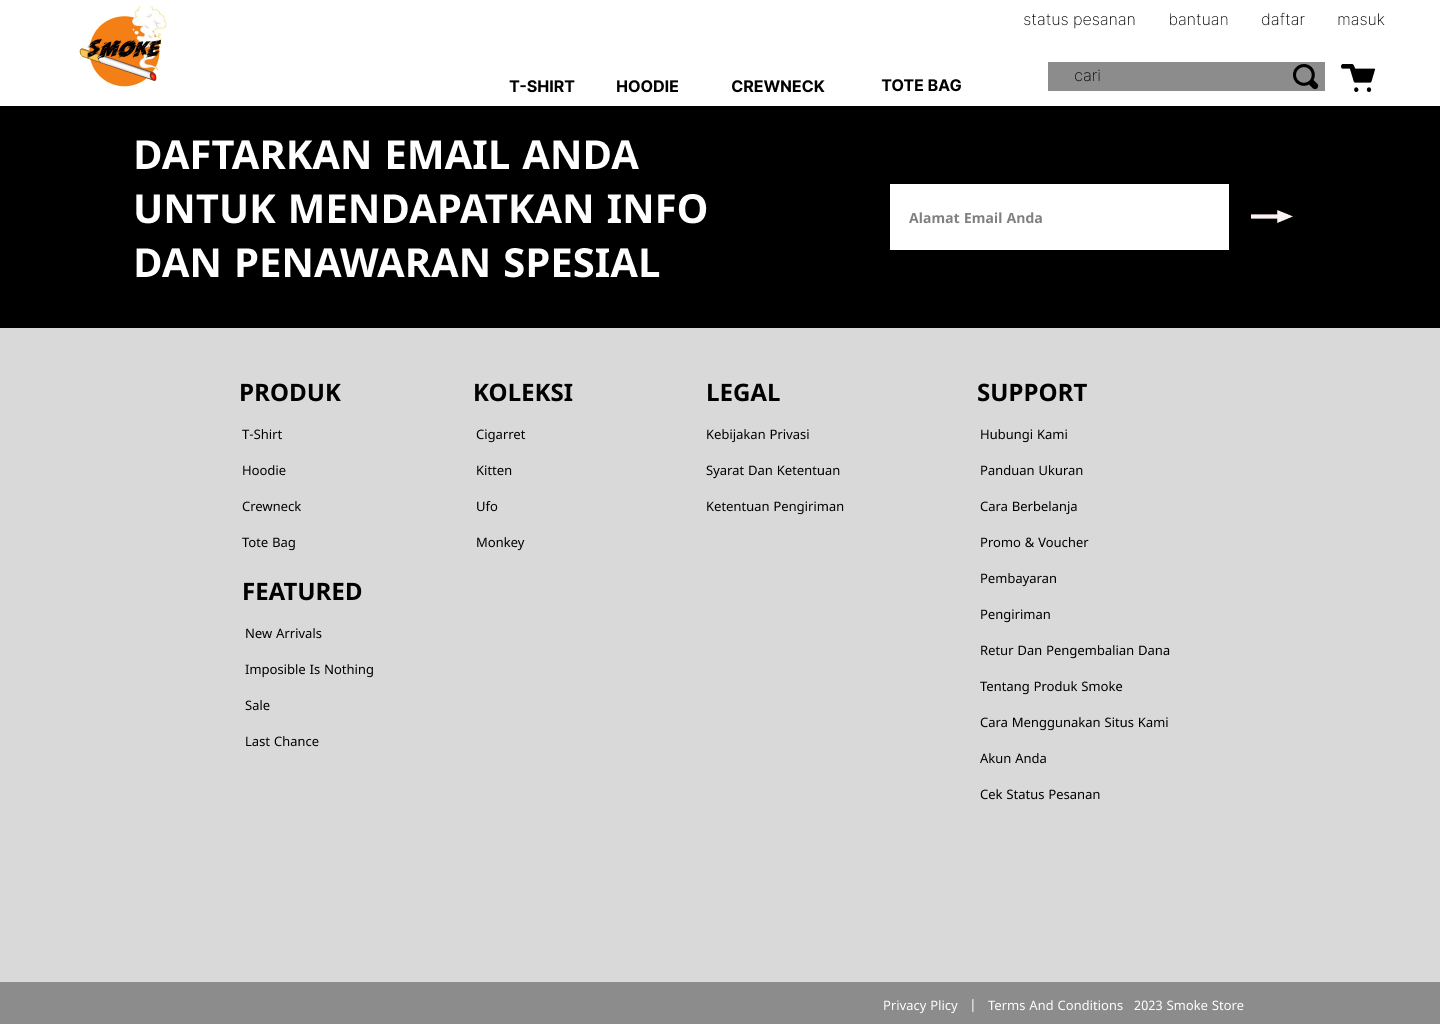 SMOKE
status pesanan bantuan daftar masuk
T-SHIRT HOODIE CREWNECK TOTE BAG
cari
DAFTARKAN EMAIL ANDA
UNTUK MENDAPATKAN INFO
DAN PENAWARAN SPESIAL
Alamat Email Anda
PRODUK
T-Shirt
Hoodie
Crewneck
Tote Bag
FEATURED
New Arrivals
Imposible Is Nothing
Sale
Last Chance
KOLEKSI
Cigarret
Kitten
Ufo
Monkey
LEGAL
Kebijakan Privasi
Syarat Dan Ketentuan
Ketentuan Pengiriman
SUPPORT
Hubungi Kami
Panduan Ukuran
Cara Berbelanja
Promo & Voucher
Pembayaran
Pengiriman
Retur Dan Pengembalian Dana
Tentang Produk Smoke
Cara Menggunakan Situs Kami
Akun Anda
Cek Status Pesanan
Privacy Plicy | Terms And Conditions 2023 Smoke Store